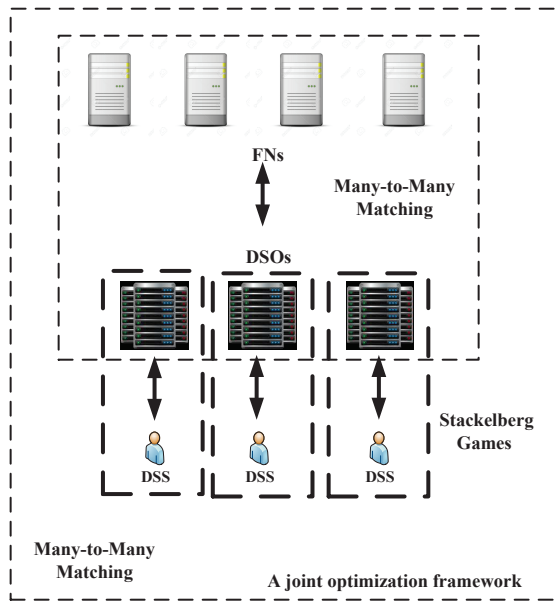 FNs
Many-to-Many
Matching
DSOs
Stackelberg
Games
DSS
DSS
DSS
Many-to-Many
Matching
A joint optimization framework